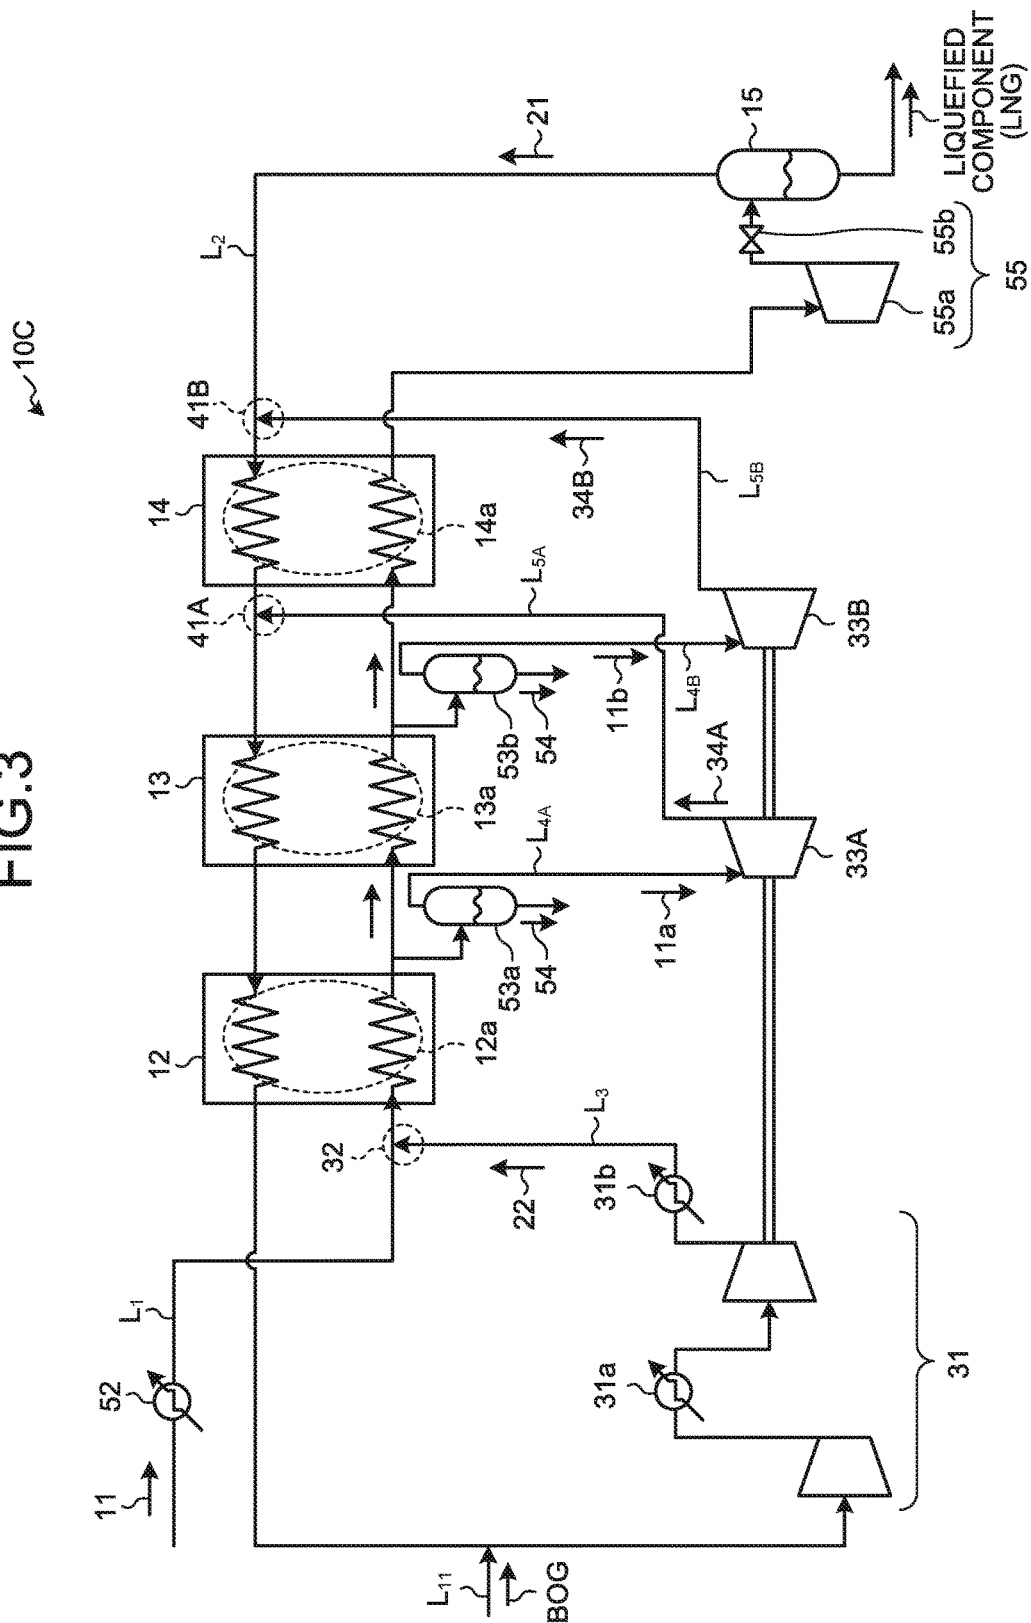 FIG.3
10C
11
52
L1
32
12
12a
13
13a
41A
14
14a
41B
L2
21
15
LIQUEFIED
COMPONENT
(LNG)
55b
55a
55
34B
L5B
L5A
53b
54
11b
L4B
33B
34A
33A
53a
54
L4A
11a
L3
22
31b
31a
31
L11
BOG